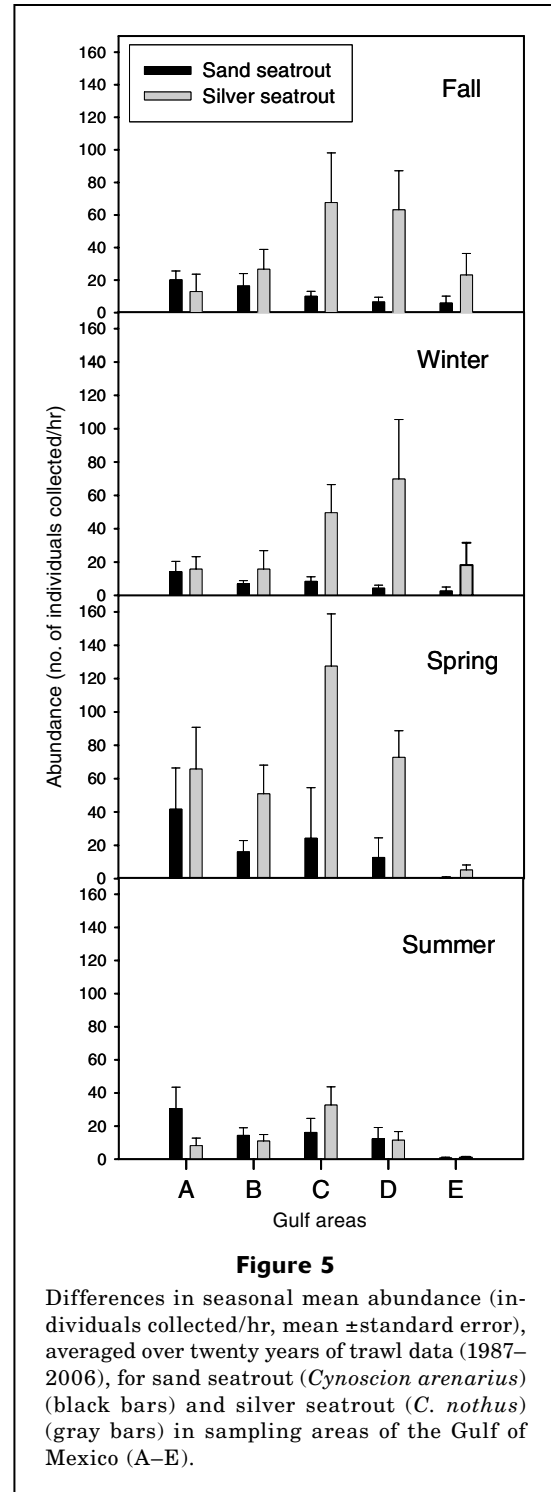 160
140
120
100
80
60
40
20
0
Sand seatrout
Silver seatrout
Fall
160
140
120
100
80
60
40
20
0
Winter
160
140
120
100
80
60
40
20
0
Spring
160
140
120
100
80
60
40
20
0
Summer
Abundance (no. of individuals collected/hr)
A B C D E
Gulf areas
Figure 5
Differences in seasonal mean abundance (in-
dividuals collected/hr, mean ±standard error),
averaged over twenty years of trawl data (1987–
2006), for sand seatrout (Cynoscion arenarius)
(black bars) and silver seatrout (C. nothus)
(gray bars) in sampling areas of the Gulf of
Mexico (A–E).